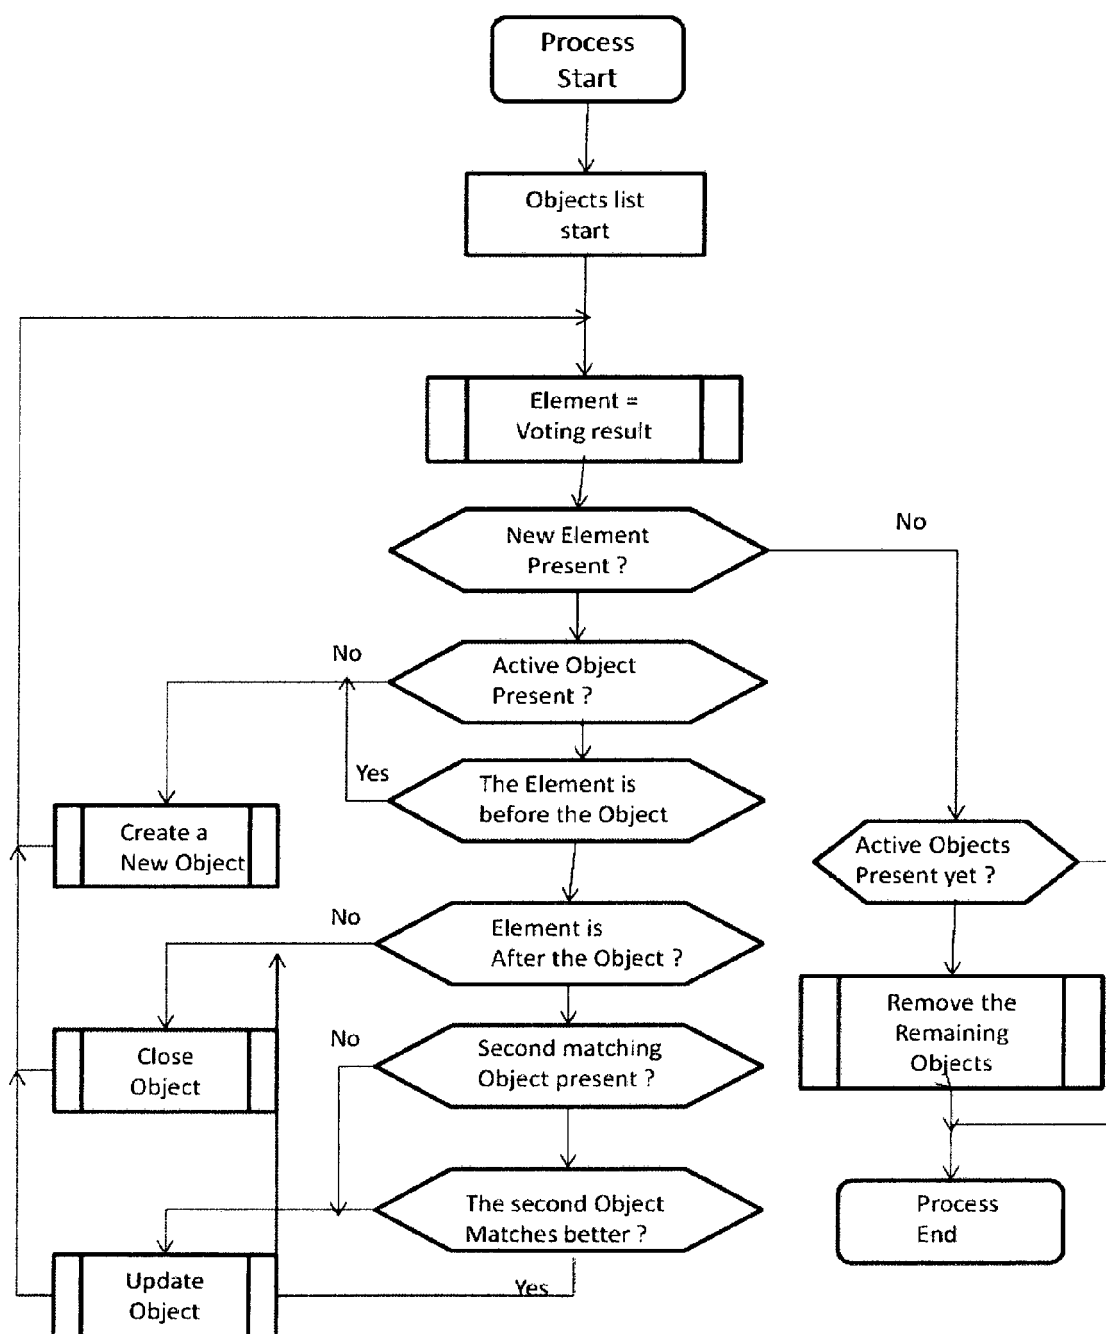 Process
Start
Objects list
start
Element =
Voting result
New Element
Present ?
No
Active Object
Present ?
No
The Element is
before the Object
Yes
Create a
New Object
Active Objects
Present yet ?
Element is
After the Object ?
No
Remove the
Remaining
Objects
Second matching
Object present ?
No
Close
Object
The second Object
Matches better ?
Process
End
Update
Object
Yes